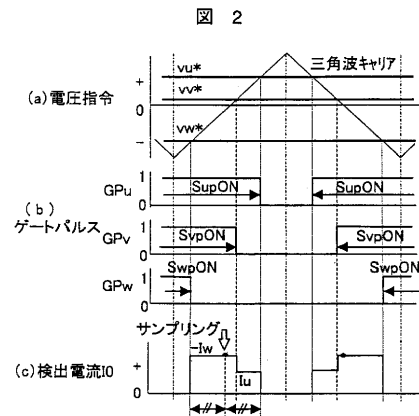 図 2
三角波キャリア
vu*
vv*
vw*
+
0
−
(a)電圧指令
(b)
ゲートパルス
GPu
1
0
SupON
SupON
GPv
1
0
SvpON
SvpON
GPw
1
0
SwpON
SwpON
サンプリング
-Iw
Iu
(c)検出電流I0
+
0